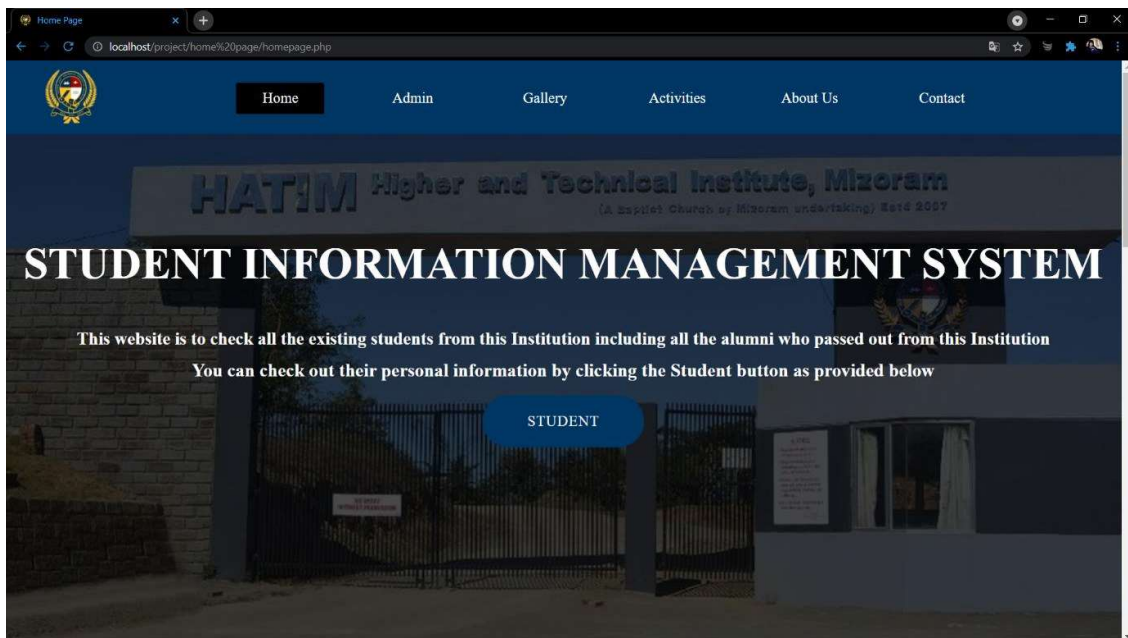 Home Page
localhost/project/home%20page/homepage.php
Home Admin Gallery Activities About Us Contact
HATIM Higher and Technical Institute, Mizoram
(A Baptist Church of Mizoram undertaking) Estd 2007
STUDENT INFORMATION MANAGEMENT SYSTEM
This website is to check all the existing students from this Institution including all the alumni who passed out from this Institution
You can check out their personal information by clicking the Student button as provided below
STUDENT